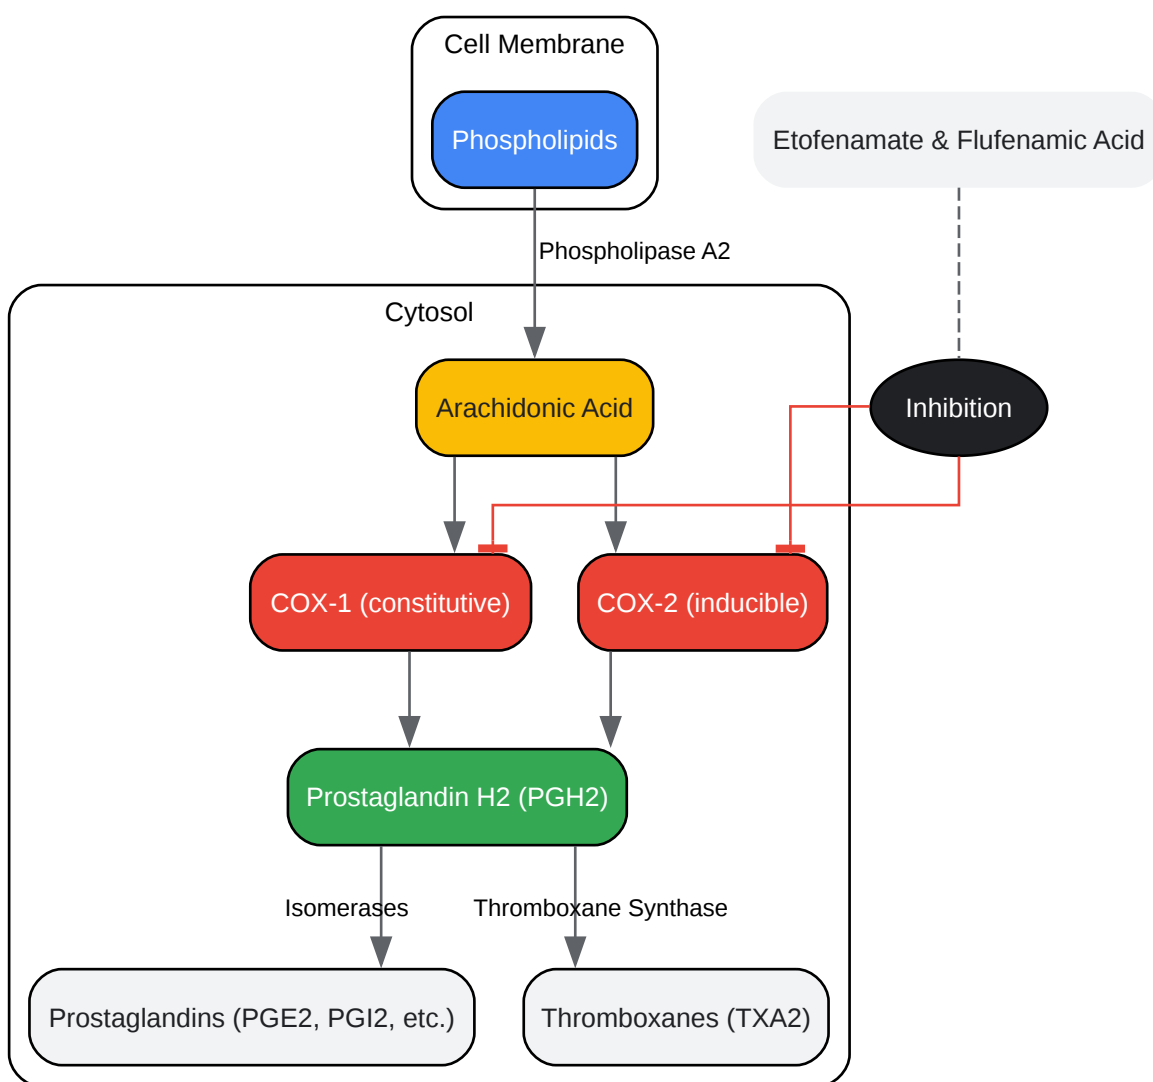 Cell Membrane
Phospholipids
Etofenamate & Flufenamic Acid
Phospholipase A2
Cytosol
Arachidonic Acid
Inhibition
COX-1 (constitutive)
COX-2 (inducible)
Prostaglandin H2 (PGH2)
Isomerases
Thromboxane Synthase
Prostaglandins (PGE2, PGI2, etc.)
Thromboxanes (TXA2)